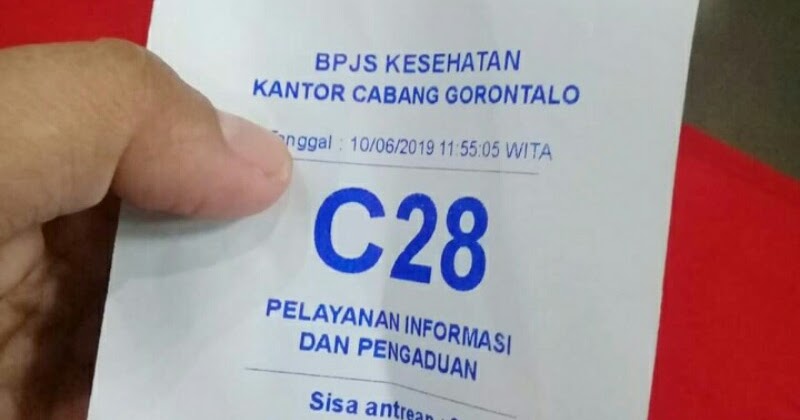 BPJS KESEHATAN
KANTOR CABANG GORONTALO
Tanggal : 10/06/2019 11:55:05 WITA
C28
PELAYANAN INFORMASI
DAN PENGADUAN
Sisa antrean :